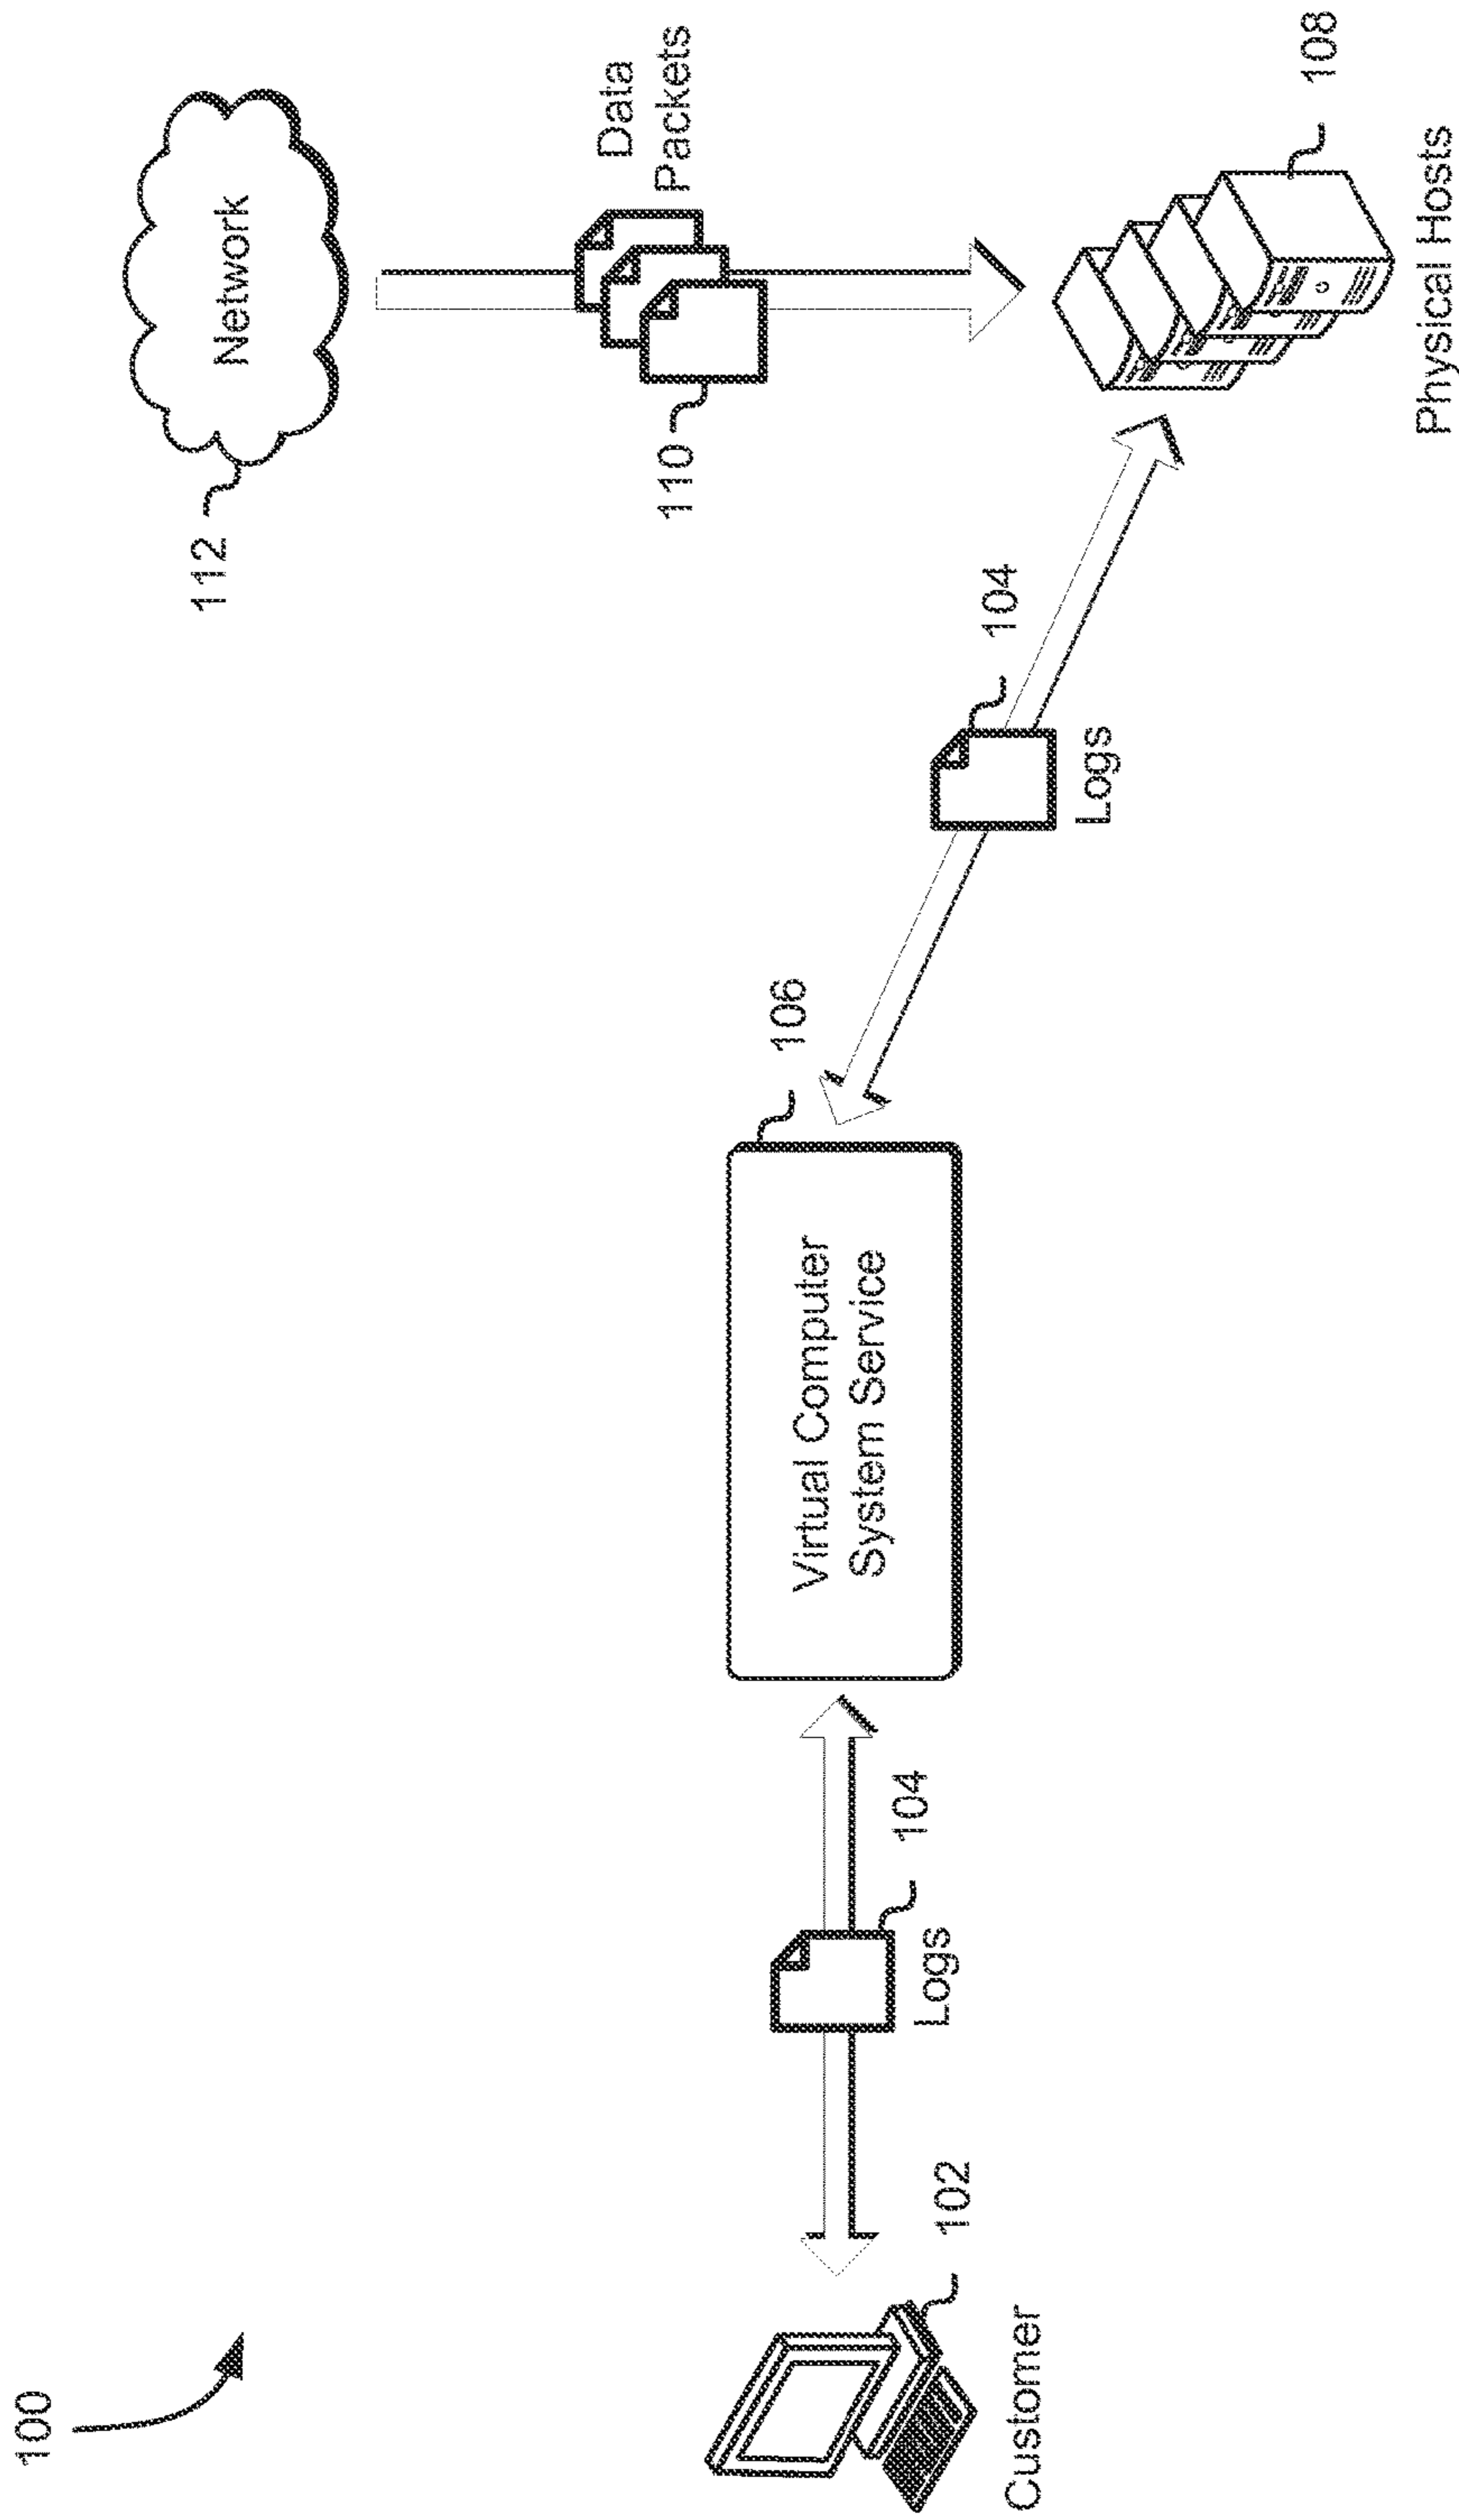 100
112
Network
110
Data
Packets
104
Logs
108
Physical Hosts
106
Virtual Computer
System Service
104
Logs
102
Customer